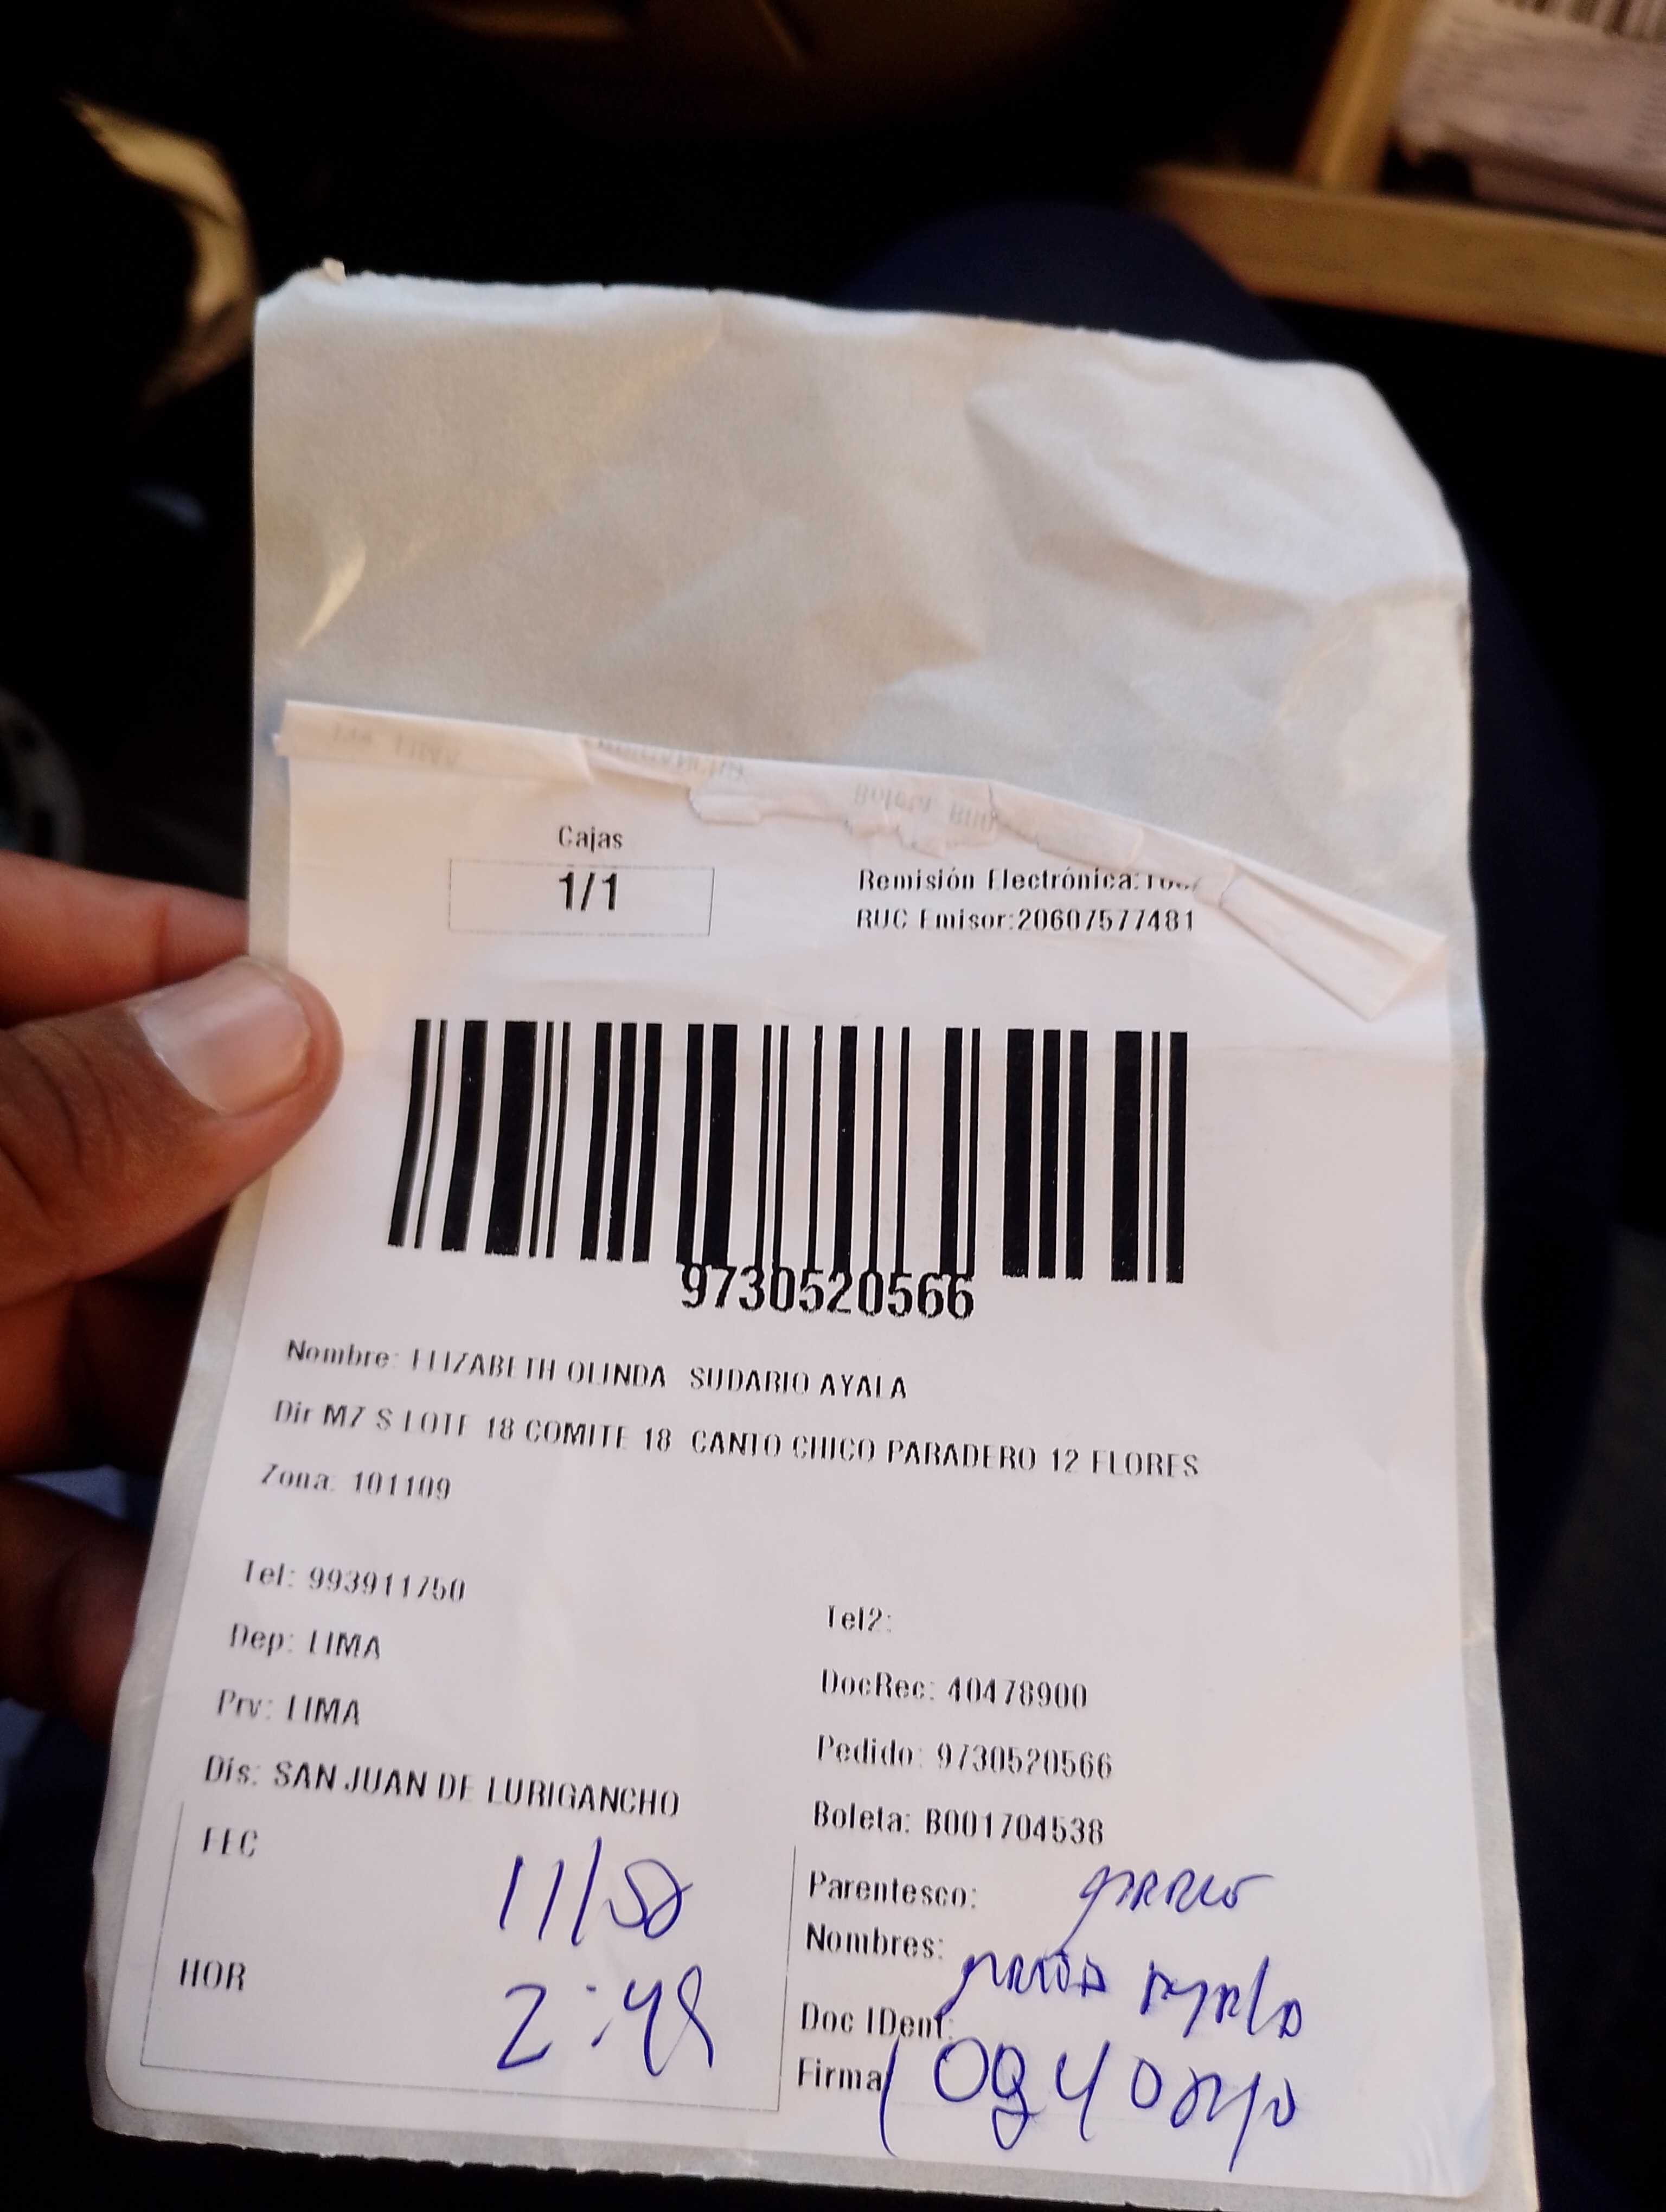 Cajas
1/1
Remisión Electrónica:
RUC Emisor:20607577481
9730520566
Nombre: ELIZABETH OLINDA SUDARIO AYALA
Dir MZ S LOTE 18 COMITE 18 CANTO CHICO PARADERO 12 FLORES
Zona: 101109
Tel: 993911750
Tel2:
Dep: LIMA
DocRec: 40478900
Prv: LIMA
Pedido: 9730520566
Dis: SAN JUAN DE LURIGANCHO
Boleta: B001704538
FEC
Parentesco:
Nombres:
HOR 2:48
Doc IDent:
Firma